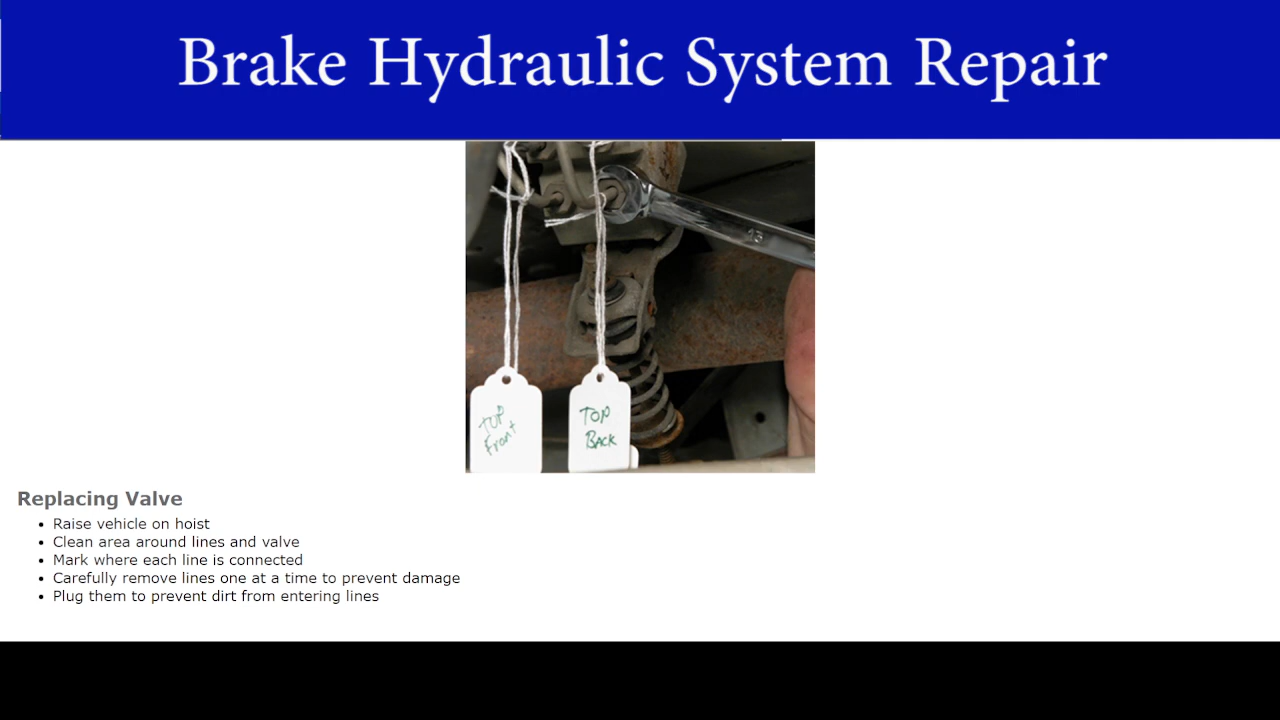 Brake Hydraulic System Repair
13
TOP
Front
TOP
BACK
Replacing Valve
• Raise vehicle on hoist
• Clean area around lines and valve
• Mark where each line is connected
• Carefully remove lines one at a time to prevent damage
• Plug them to prevent dirt from entering lines